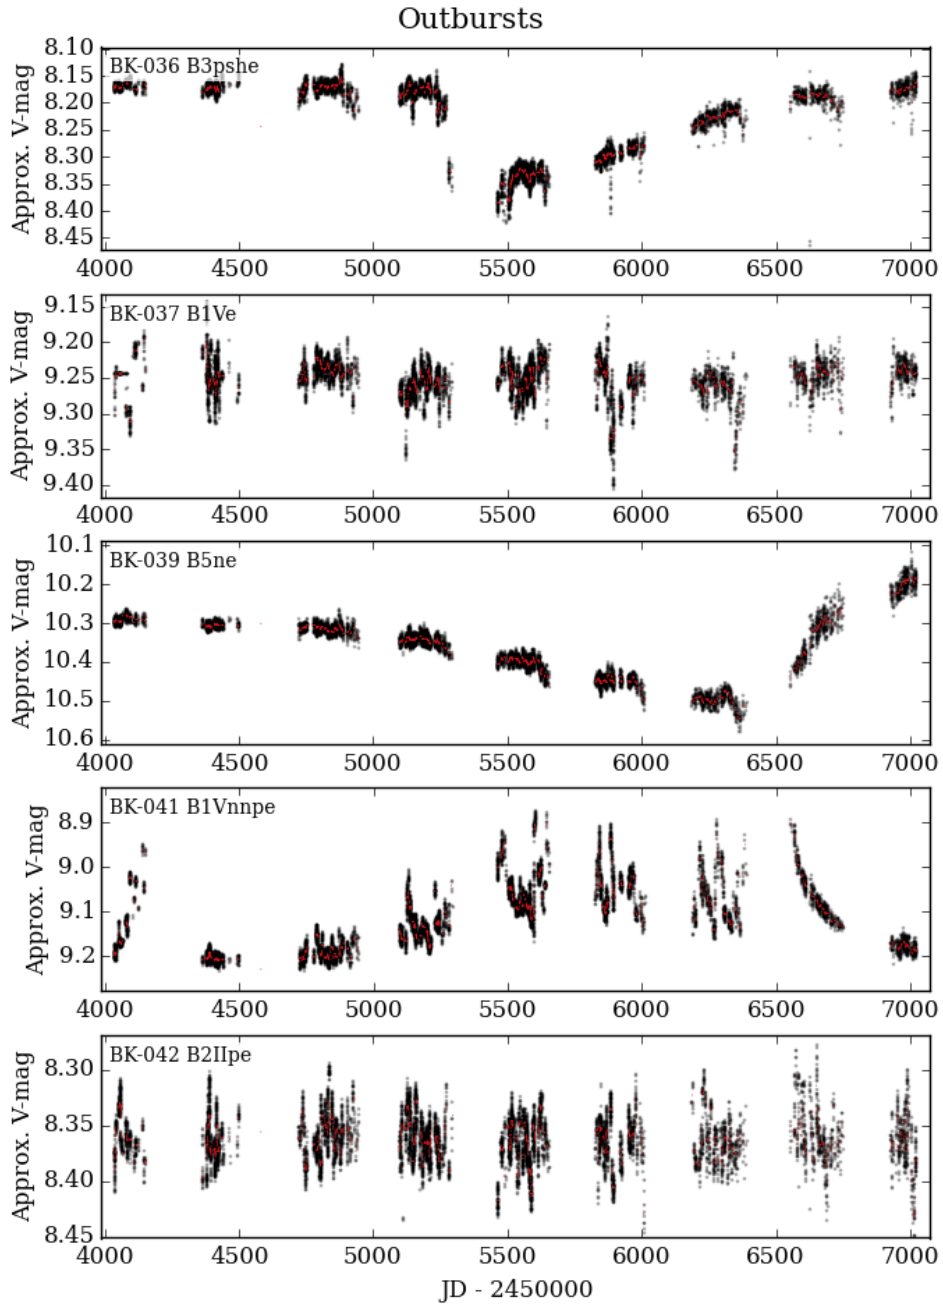 Outbursts
BK-036 B3pshe
Approx. V-mag
8.10
8.15
8.20
8.25
8.30
8.35
8.40
8.45
4000 4500 5000 5500 6000 6500 7000
BK-037 B1Ve
Approx. V-mag
9.15
9.20
9.25
9.30
9.35
9.40
4000 4500 5000 5500 6000 6500 7000
BK-039 B5ne
Approx. V-mag
10.1
10.2
10.3
10.4
10.5
10.6
4000 4500 5000 5500 6000 6500 7000
BK-041 B1Vnnpe
Approx. V-mag
8.9
9.0
9.1
9.2
4000 4500 5000 5500 6000 6500 7000
BK-042 B2IIpe
Approx. V-mag
8.30
8.35
8.40
8.45
4000 4500 5000 5500 6000 6500 7000
JD - 2450000